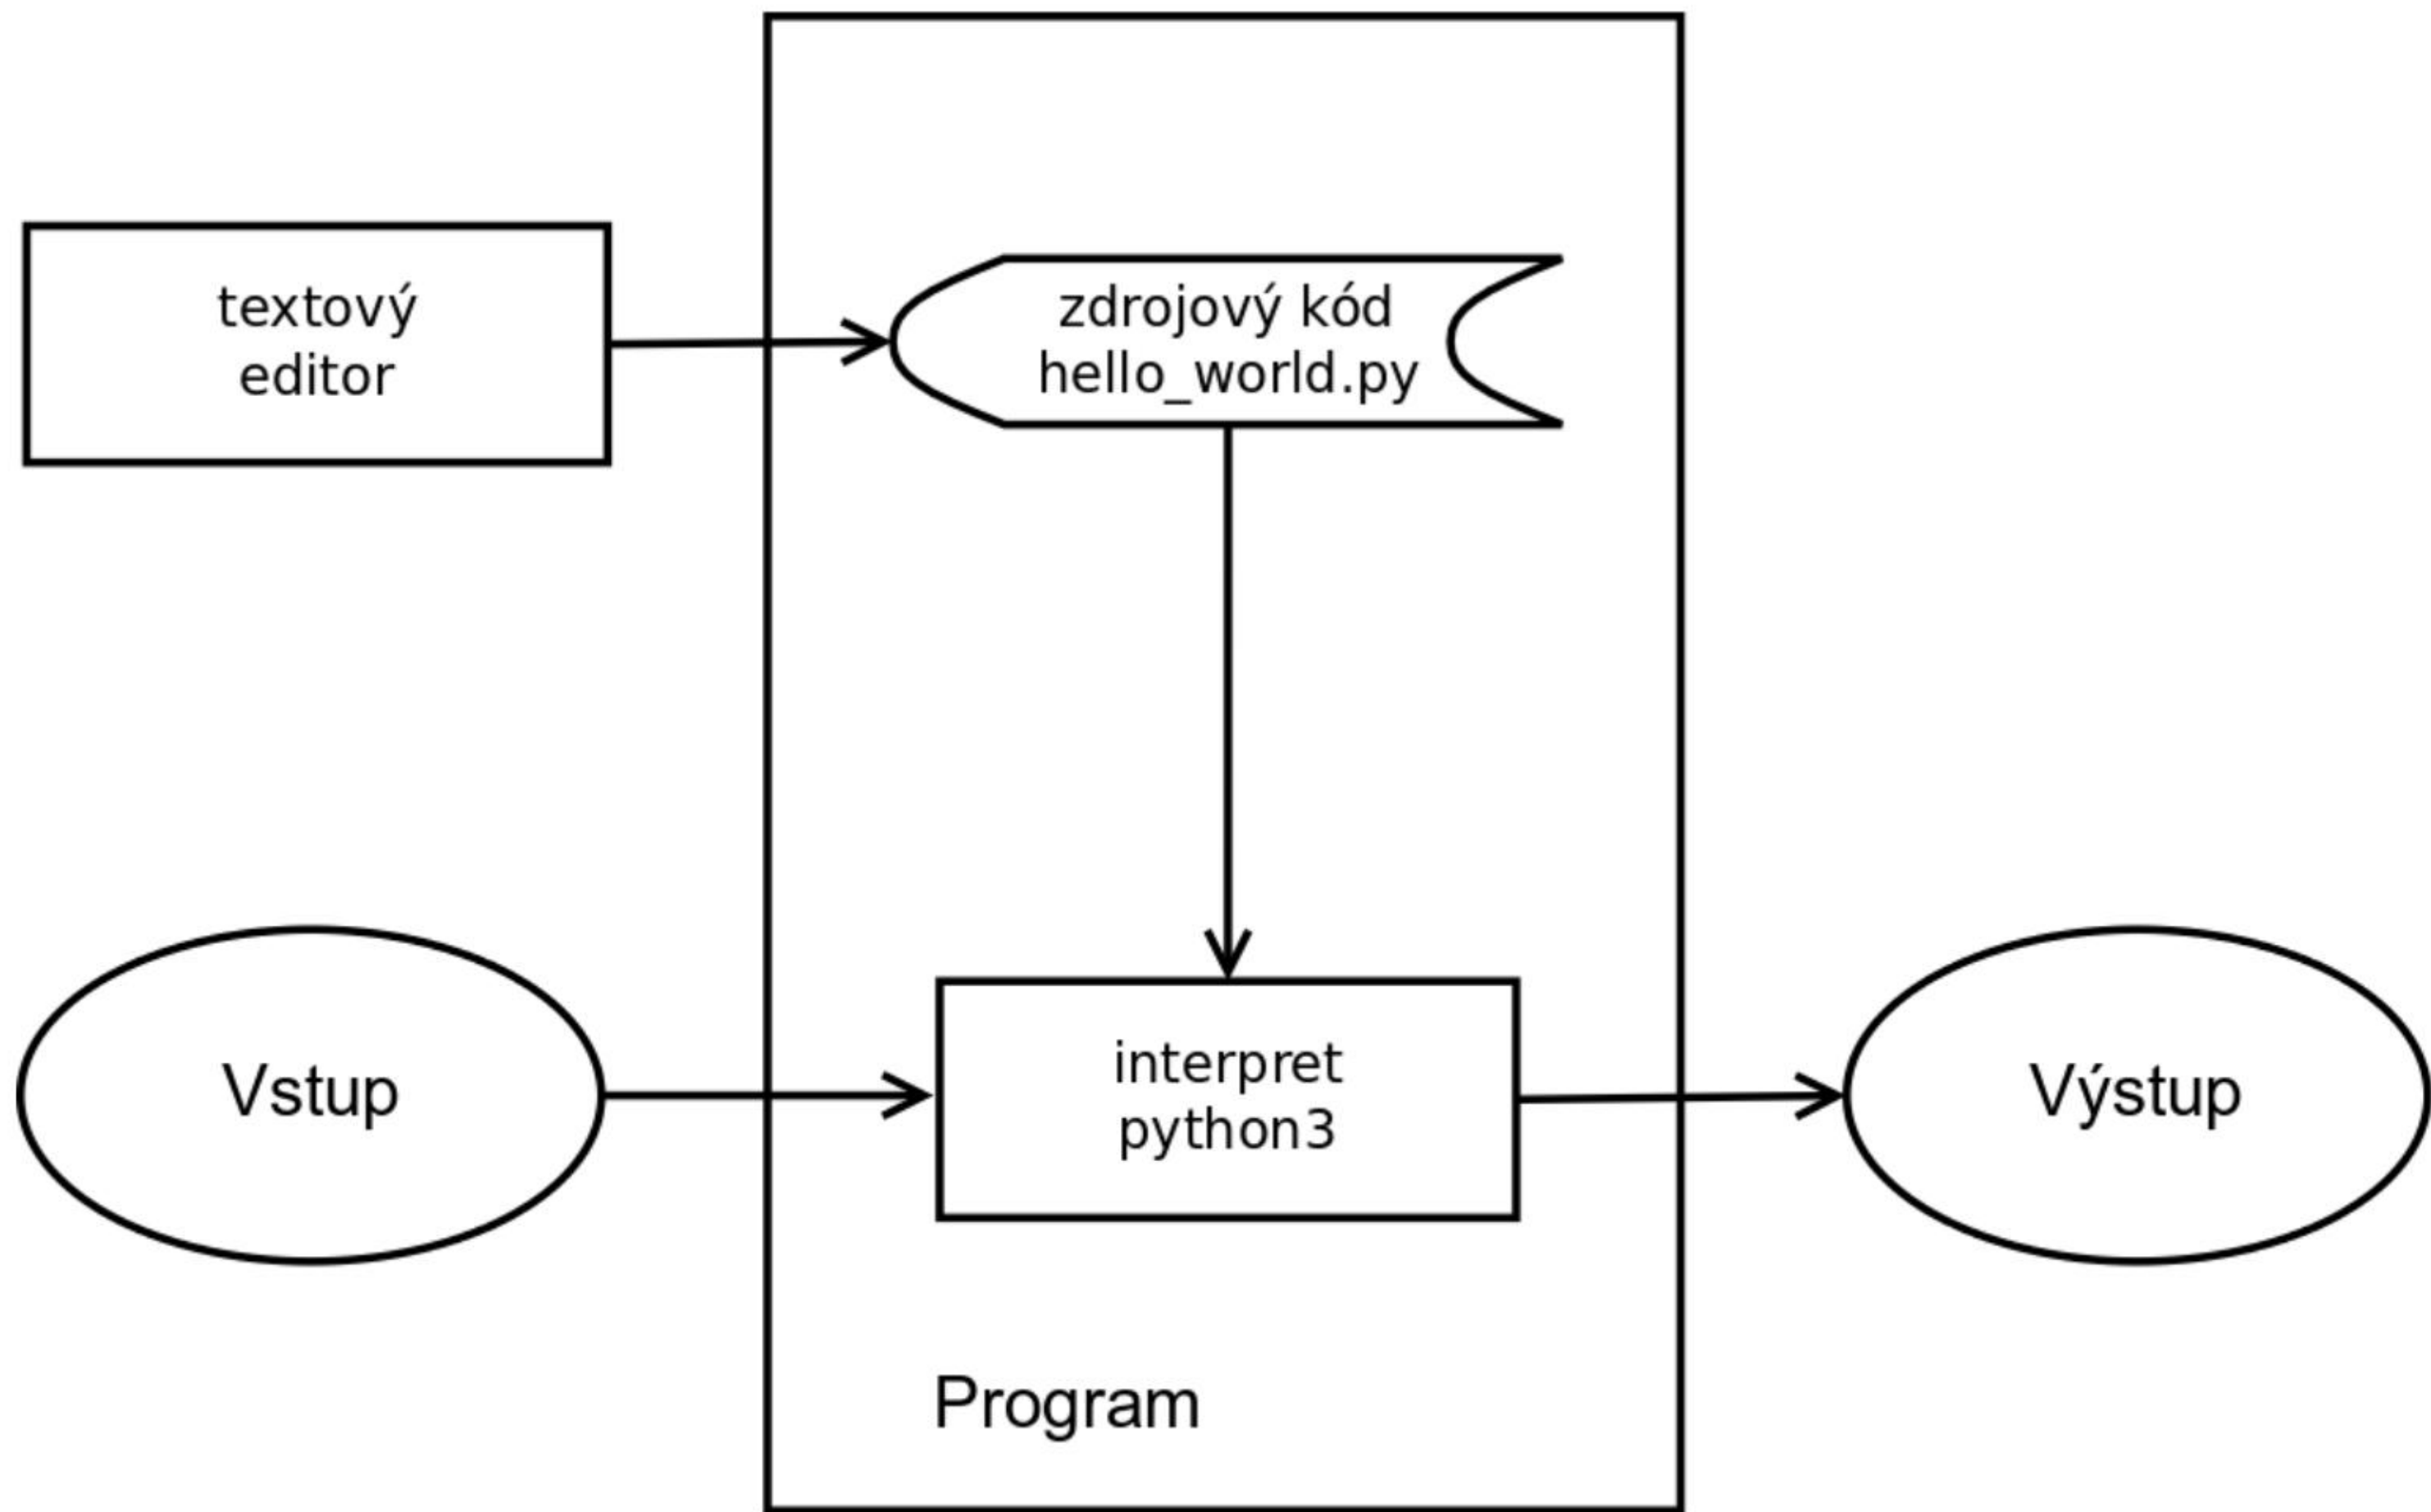 textový
editor
zdrojový kód
hello_world.py
Vstup
interpret
python3
Výstup
Program